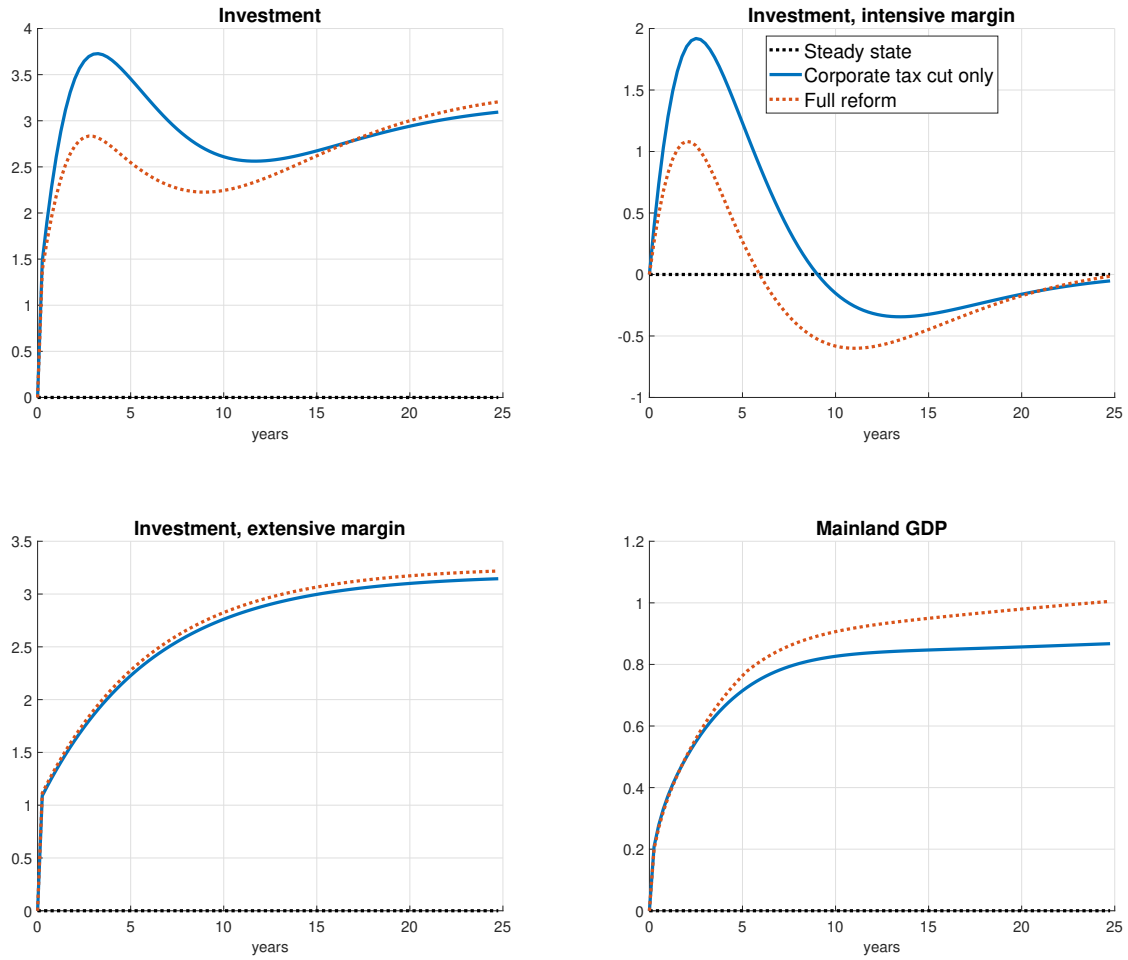 Investment
4
3.5
3
2.5
2
1.5
1
0.5
0
0 5 10 15 20 25
years
Investment, intensive margin
2
1.5
1
0.5
0
-0.5
-1
0 5 10 15 20 25
years
Steady state
Corporate tax cut only
Full reform
Investment, extensive margin
3.5
3
2.5
2
1.5
1
0.5
0
0 5 10 15 20 25
years
Mainland GDP
1.2
1
0.8
0.6
0.4
0.2
0
0 5 10 15 20 25
years